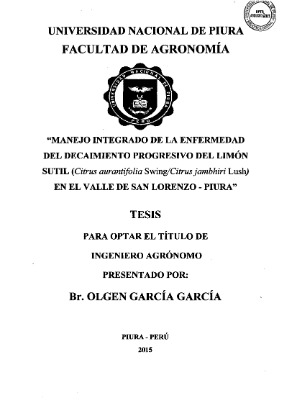 UNIVERSIDAD NACIONAL DE PIURA
FACULTAD DE AGRONOMÍA
"MANEJO INTEGRADO DE LA ENFERMEDAD
DEL DECAIMIENTO PROGRESIVO DEL LIMÓN
SUTIL (Citrus aurantifolia Swing/Citrus jambhiri Lush)
EN EL VALLE DE SAN LORENZO - PIURA"
TESIS
PARA OPTAR EL TÍTULO DE
INGENIERO AGRÓNOMO
PRESENTADO POR:
Br. OLGEN GARCÍA GARCÍA
PIURA - PERÚ
2015